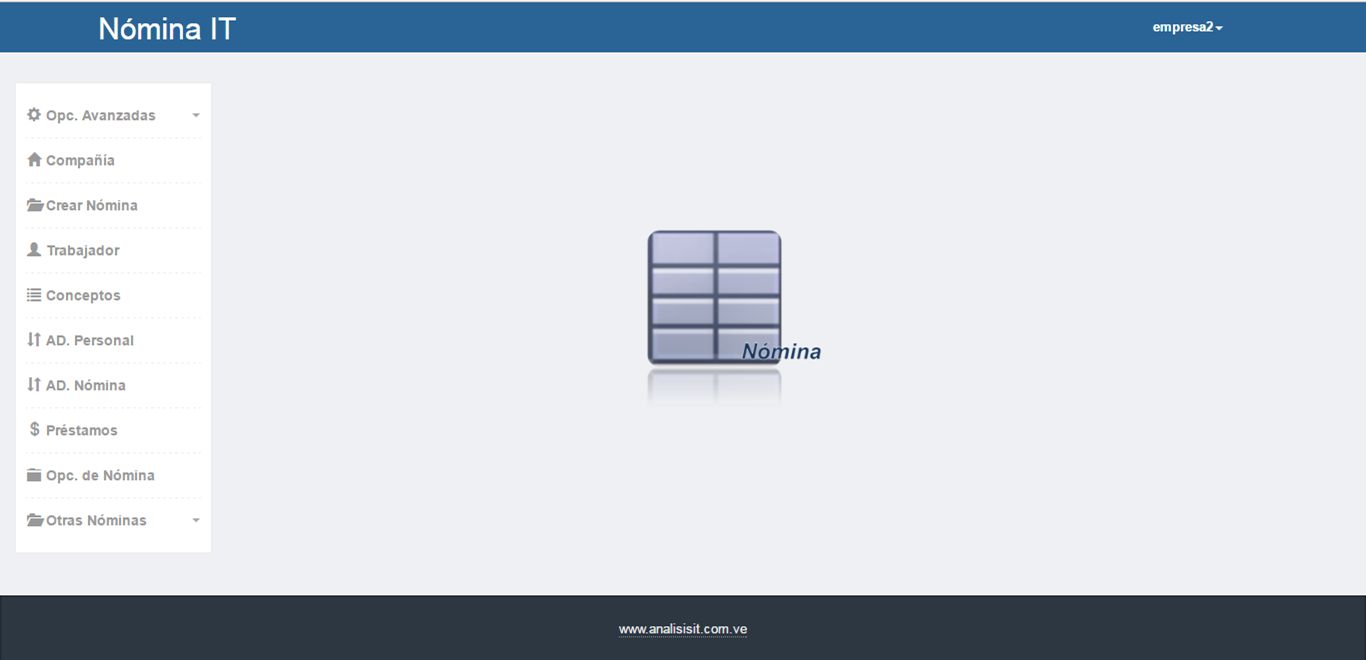 Nómina IT
empresa2
Opc. Avanzadas
Compañía
Crear Nómina
Trabajador
Conceptos
AD. Personal
AD. Nómina
$ Préstamos
Opc. de Nómina
Otras Nóminas
Nómina
www.analisisit.com.ve